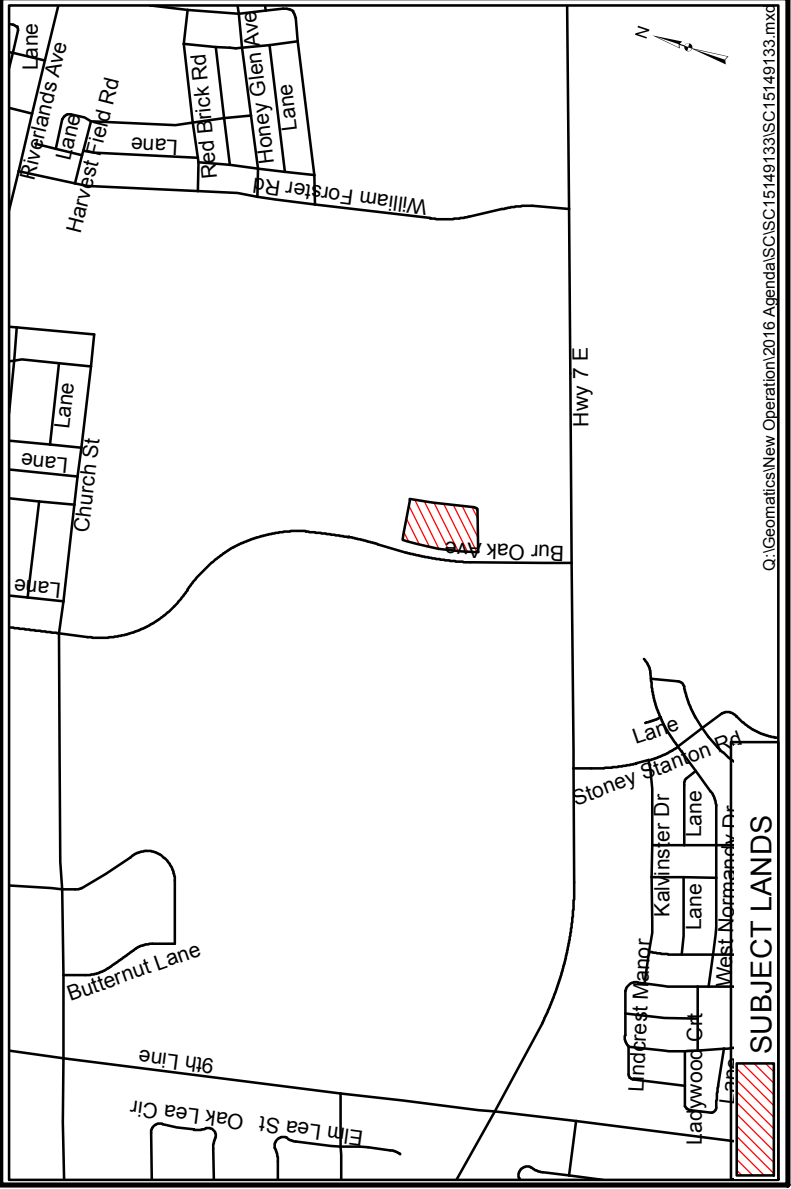 Lane
Riverlands Ave
Lane
Harvest Field Rd
Lane
Red Brick Rd
Honey Glen Ave
Lane
William Forster Rd
N
Lane
Lane
Church St
Lane
Hwy 7 E
Bur Oak Ave
Butternut Lane
9th Line
Oak Lea Cir
Elm Lea St
Lane
Stoney Stanton Rd
Kalvinster Dr
Lane
Lane
West Normandy Dr
Lindcrest Manor
Ladywood Crt
Lane
SUBJECT LANDS
Q:\Geomatics\New Operation\2016 Agenda\SC\SC15149133\SC15149133.mxd